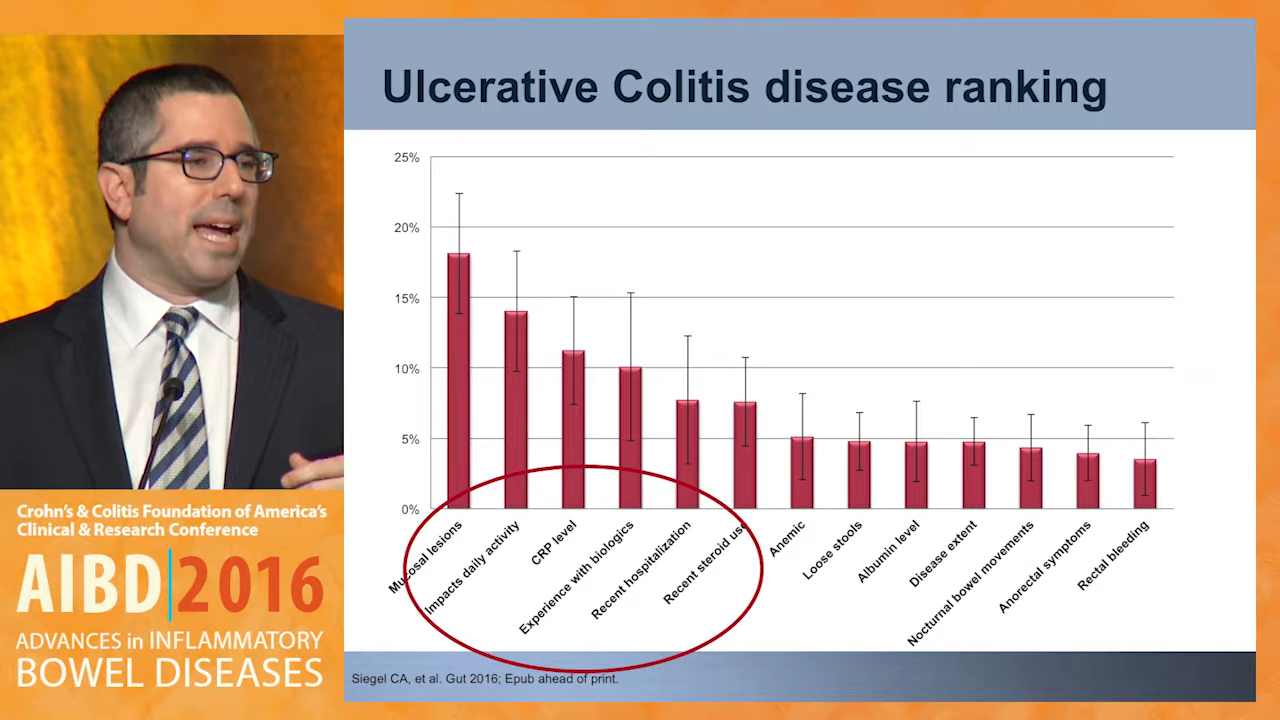 Ulcerative Colitis disease ranking
25%
20%
15%
10%
5%
0%
Mucosal lesions
Impacts daily activity
CRP level
Experience with biologics
Recent hospitalization
Recent steroid use
Anemic
Loose stools
Albumin level
Disease extent
Nocturnal bowel movements
Anorectal symptoms
Rectal bleeding
Siegel CA, et al. Gut 2016; Epub ahead of print.
Crohn's & Colitis Foundation of America's
Clinical & Research Conference
AIBD|2016
ADVANCES in INFLAMMATORY
BOWEL DISEASES